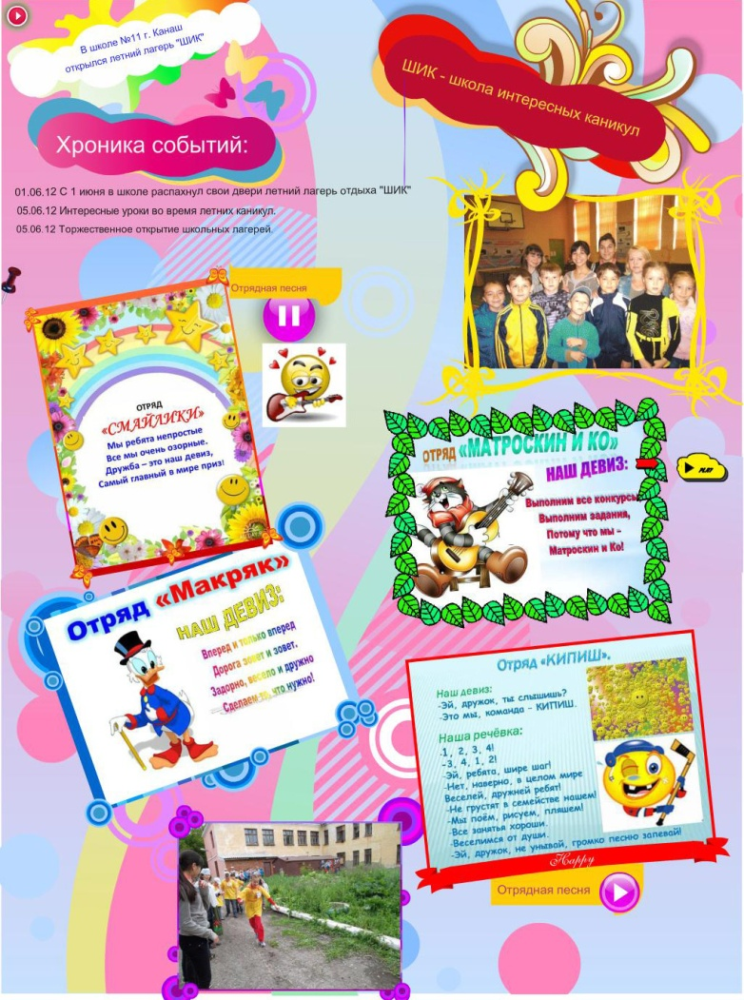 В школе №11 г. Канаш
открылся летний лагерь "ШИК"
ШИК - школа интересных каникул
Хроника событий:
01.06.12 С 1 июня в школе распахнул свои двери летний лагерь отдыха "ШИК"
05.06.12 Интересные уроки во время летних каникул.
05.06.12 Торжественное открытие школьных лагерей.
Отрядная песня
ОТРЯД
«СМАЙЛИКИ»
Мы ребята непростые
Все мы очень озорные.
Дружба – это наш девиз,
Самый главный в мире приз!
ОТРЯД «МАТРОСКИН И КО»
НАШ ДЕВИЗ:
Выполним все конкурсы,
Выполним задания,
Потому что мы –
Матроскин и Ко!
PLAY
Отряд «Макряк»
НАШ ДЕВИЗ:
Вперед и только вперед
Дорога зовет и зовет.
Задорно, весело и дружно
Сделаем то, что нужно!
Отряд «КИПИШ».
Наш девиз:
-Эй, дружок, ты слышишь?
-Это мы, команда – КИПИШ.
Наша речёвка:
-1, 2, 3, 4!
-3, 4, 1, 2!
-Эй, ребята, шире шаг!
-Нет, наверно, в целом мире
Веселей, дружней ребят!
-Не грустят в семействе нашем!
-Мы поём, рисуем, пляшем!
-Все занятья хороши
-Веселимся от души.
-Эй, дружок, не унывай, громко песню запевай!
Happy
Отрядная песня